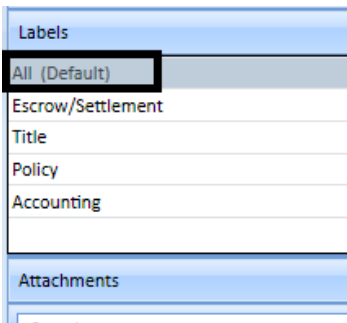 Labels
All (Default)
Escrow/Settlement
Title
Policy
Accounting
Attachments